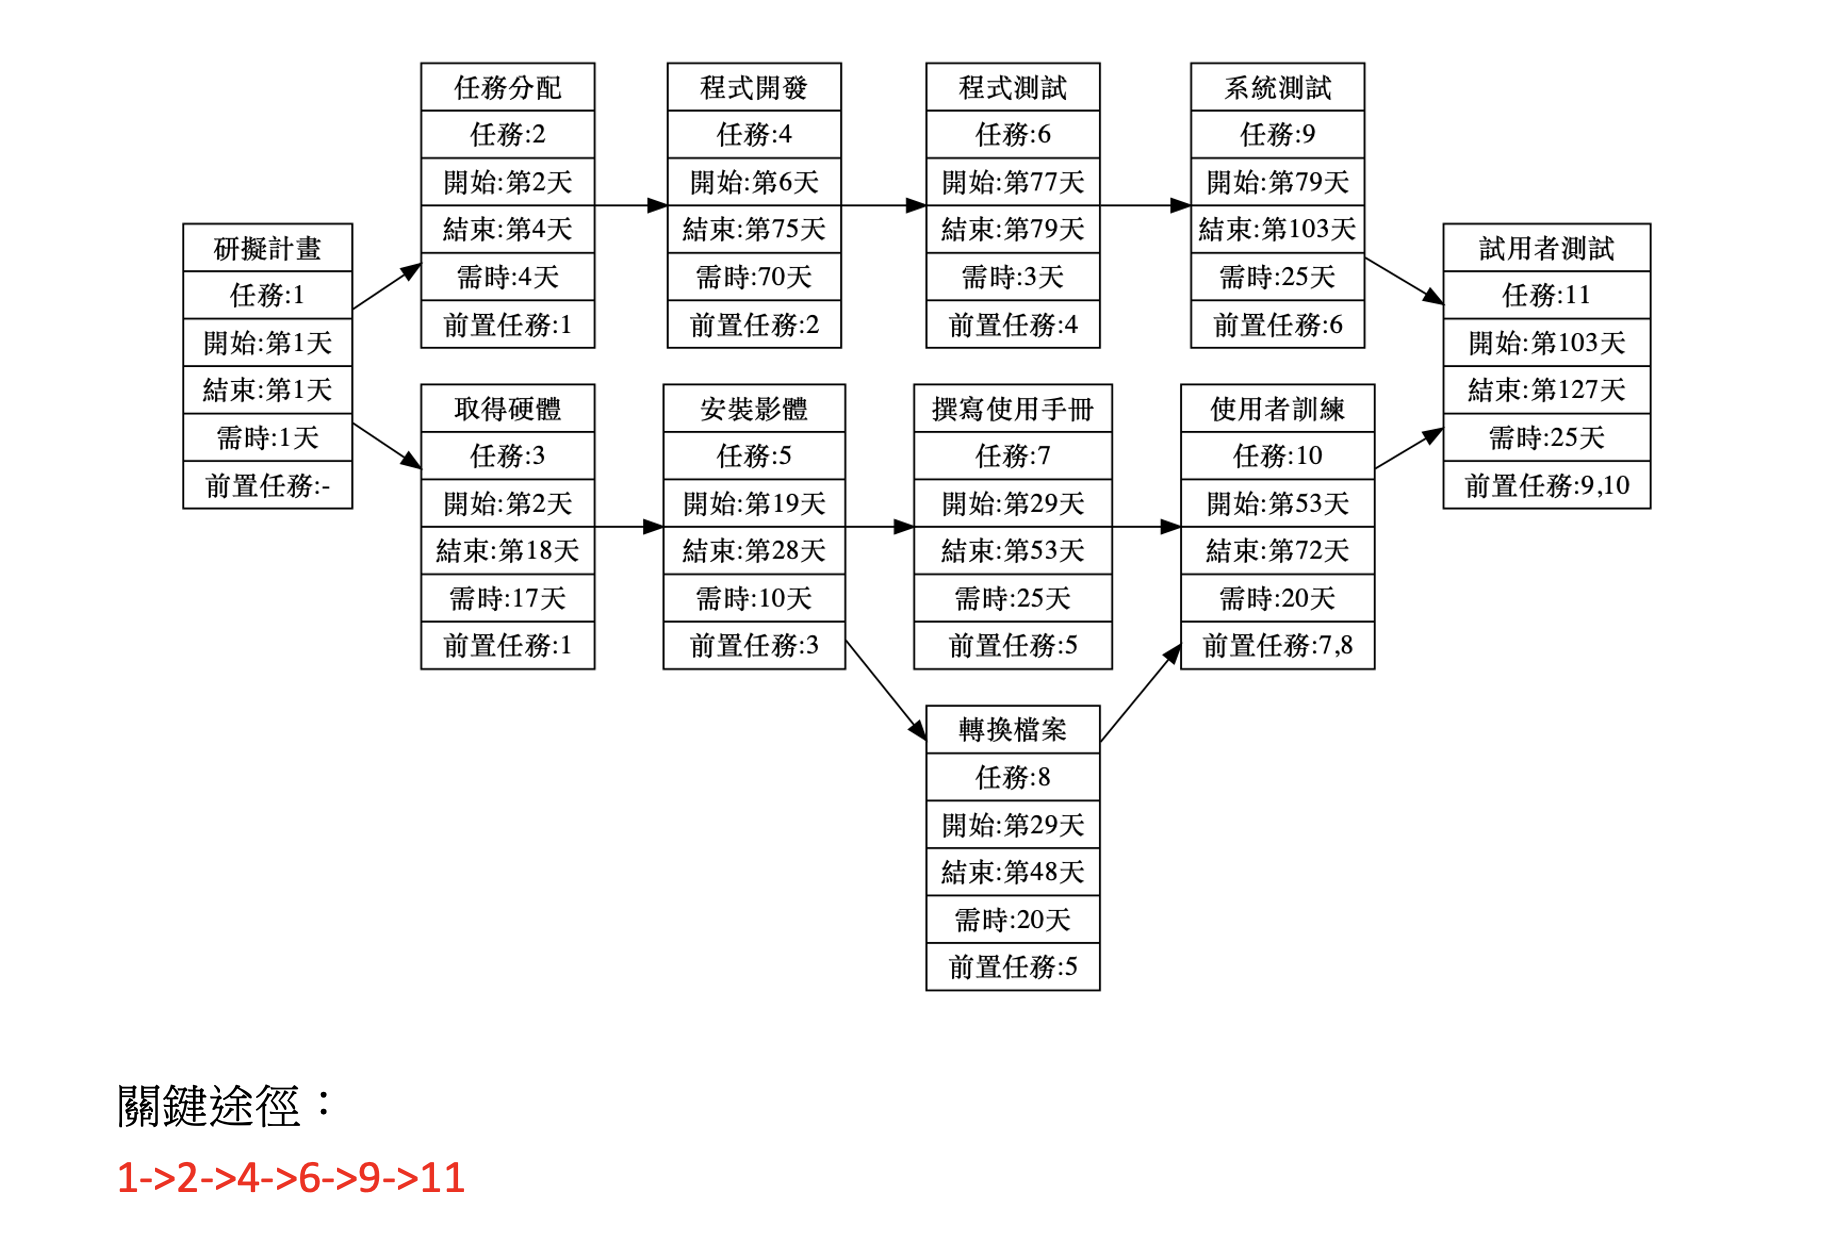 研擬計畫
任務:1
開始:第1天
結束:第1天
需時:1天
前置任務:-
任務分配
任務:2
開始:第2天
結束:第4天
需時:4天
前置任務:1
程式開發
任務:4
開始:第6天
結束:第75天
需時:70天
前置任務:2
程式測試
任務:6
開始:第77天
結束:第79天
需時:3天
前置任務:4
系統測試
任務:9
開始:第79天
結束:第103天
需時:25天
前置任務:6
取得硬體
任務:3
開始:第2天
結束:第18天
需時:17天
前置任務:1
安裝影體
任務:5
開始:第19天
結束:第28天
需時:10天
前置任務:3
撰寫使用手冊
任務:7
開始:第29天
結束:第53天
需時:25天
前置任務:5
使用者訓練
任務:10
開始:第53天
結束:第72天
需時:20天
前置任務:7,8
轉換檔案
任務:8
開始:第29天
結束:第48天
需時:20天
前置任務:5
試用者測試
任務:11
開始:第103天
結束:第127天
需時:25天
前置任務:9,10
關鍵途徑：
1->2->4->6->9->11